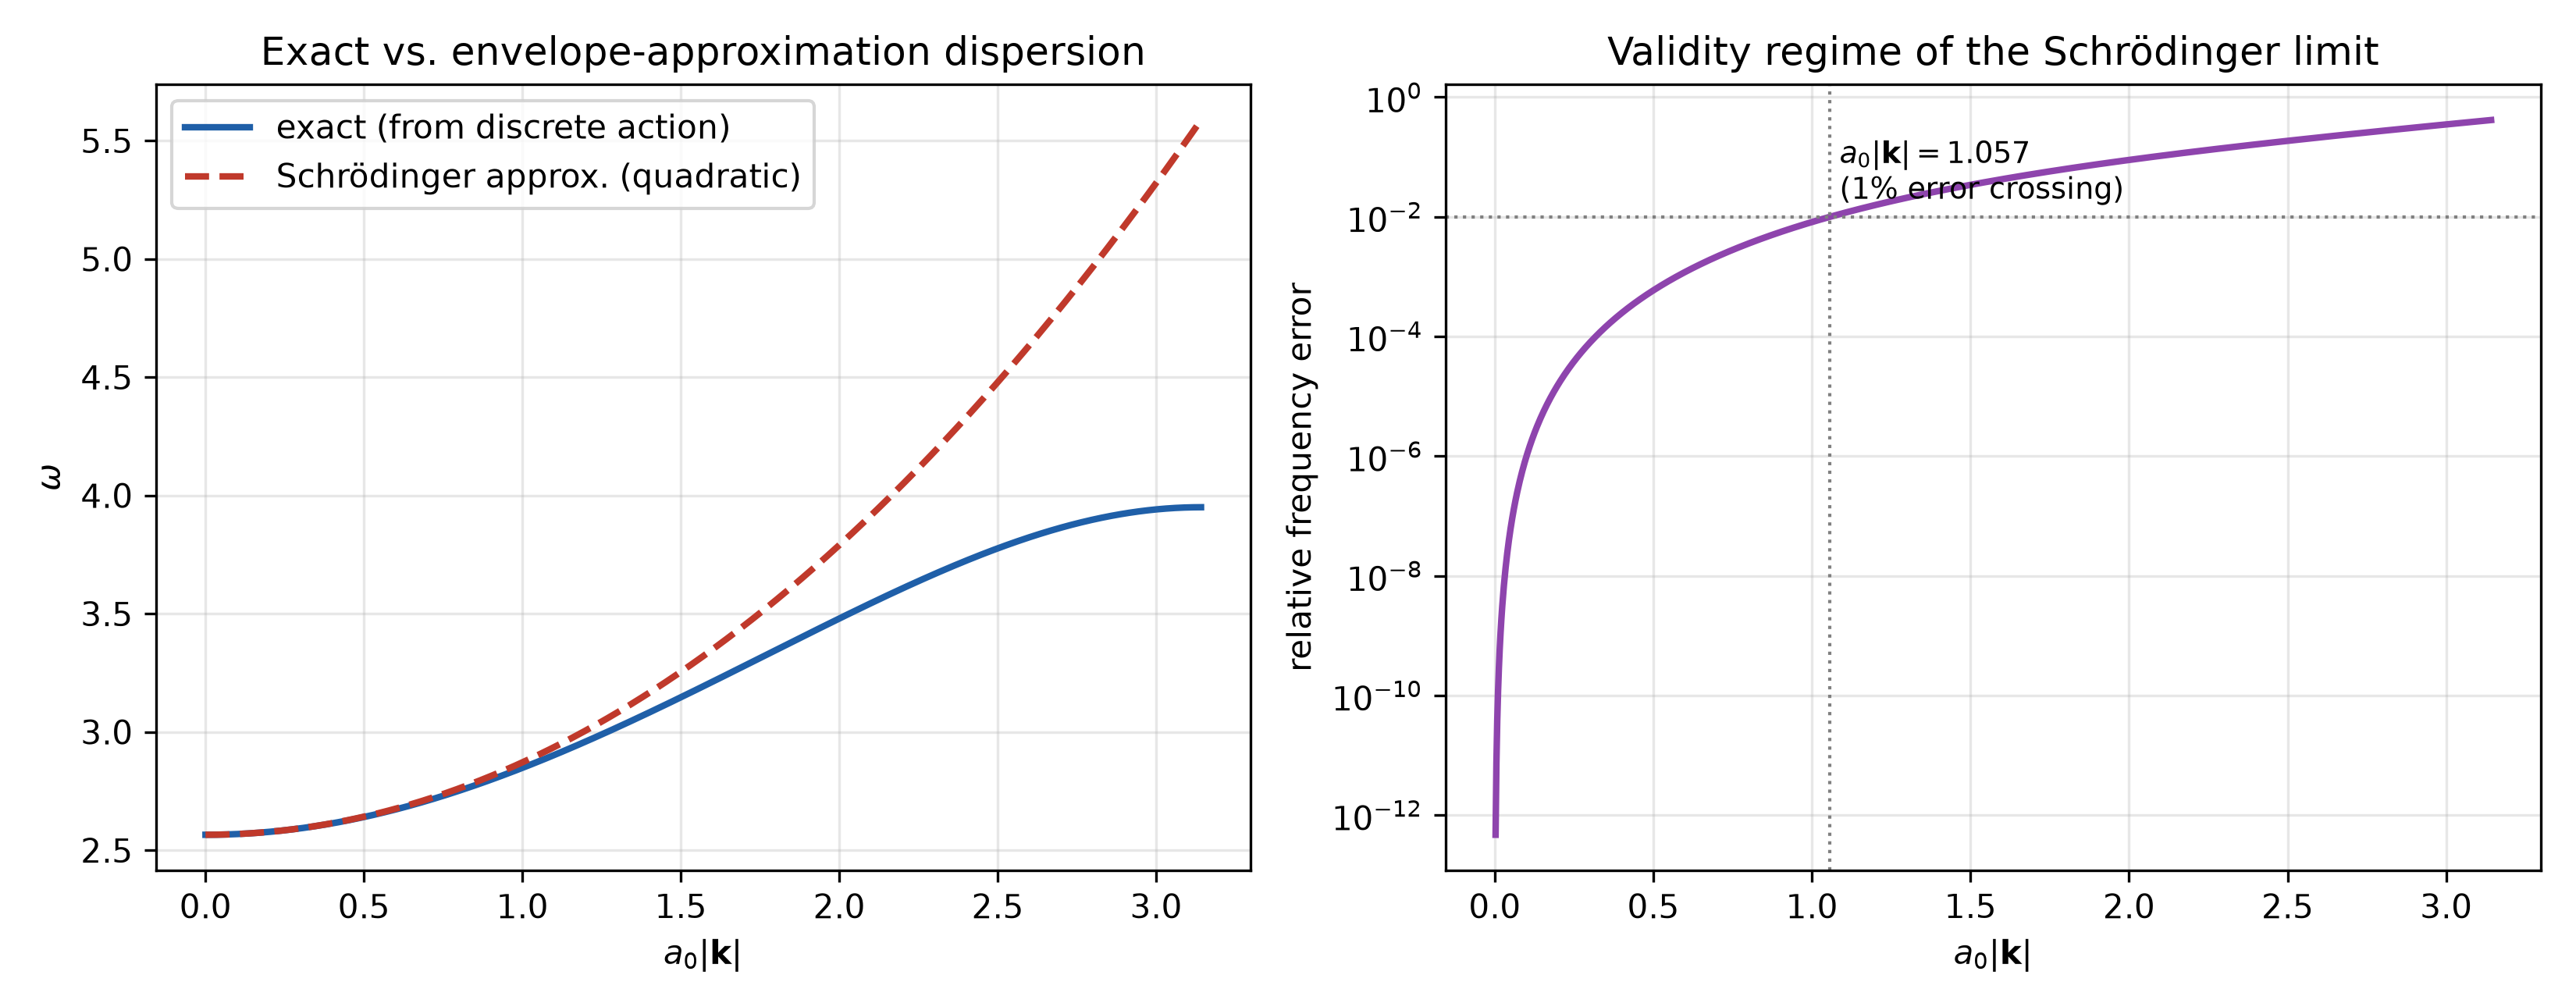 Exact vs. envelope-approximation dispersion
exact (from discrete action)
Schrödinger approx. (quadratic)
5.5
5.0
4.5
4.0
3.5
3.0
2.5
ω
0.0 0.5 1.0 1.5 2.0 2.5 3.0
a₀|k|
Validity regime of the Schrödinger limit
a₀|k| = 1.057
(1% error crossing)
10⁰
10⁻²
10⁻⁴
10⁻⁶
10⁻⁸
10⁻¹⁰
10⁻¹²
relative frequency error
0.0 0.5 1.0 1.5 2.0 2.5 3.0
a₀|k|